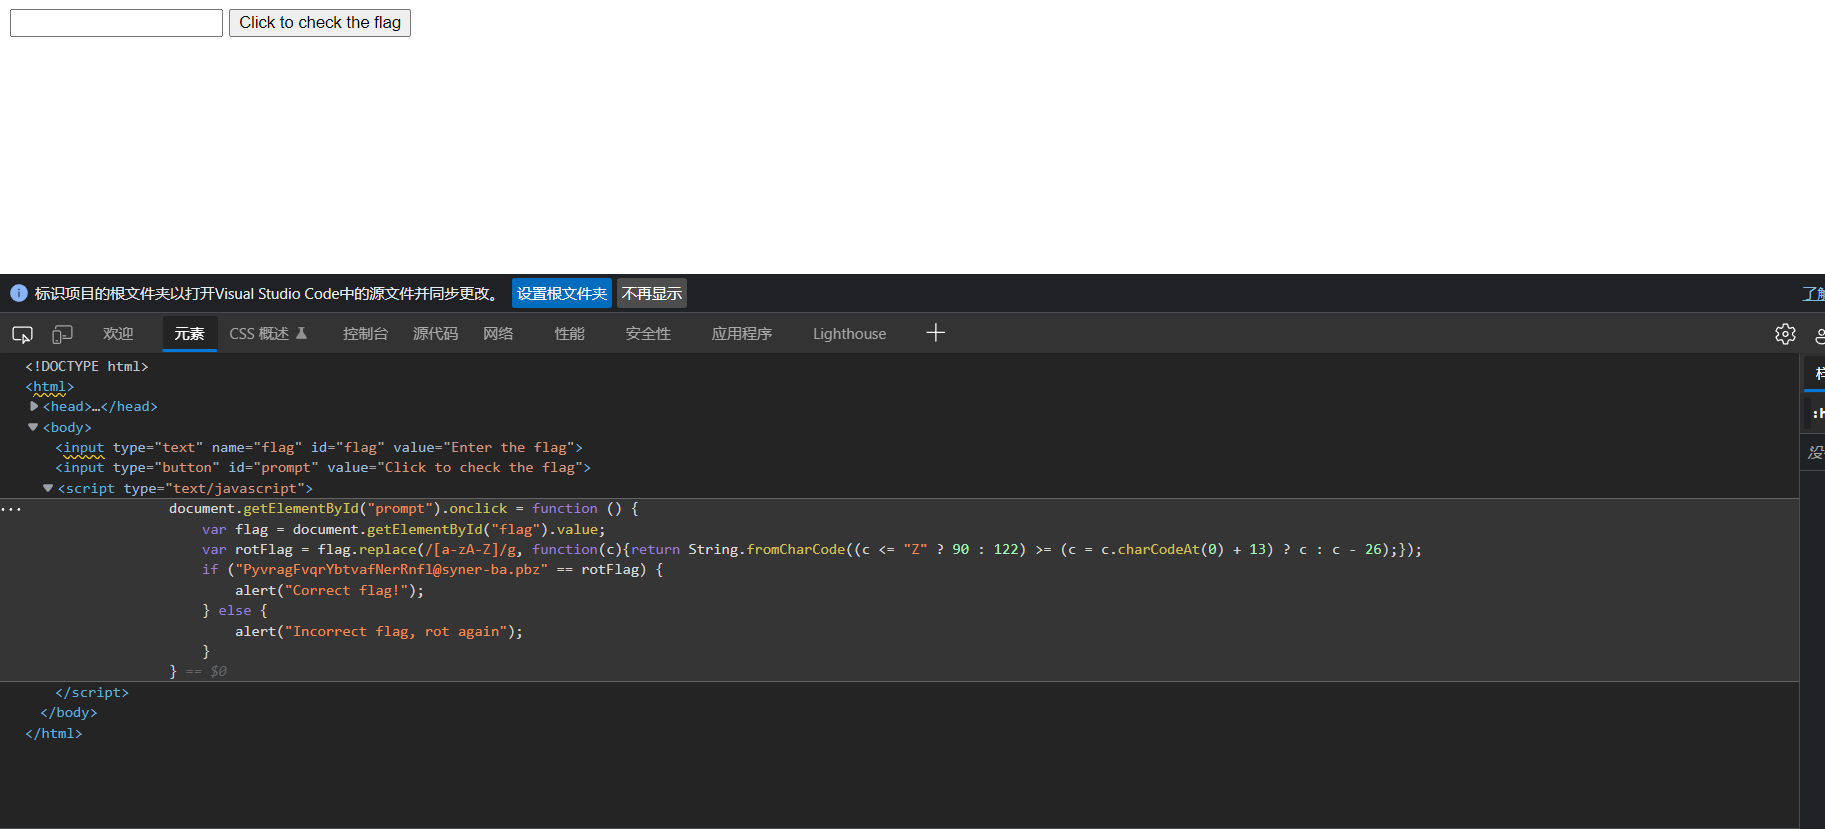 Click to check the flag
标识项目的根文件夹以打开Visual Studio Code中的源文件并同步更改。 设置根文件夹 不再显示 了解
欢迎 元素 CSS 概述 控制台 源代码 网络 性能 安全性 应用程序 Lighthouse
<!DOCTYPE html>
<html>
<head>…</head>
<body>
<input type="text" name="flag" id="flag" value="Enter the flag">
<input type="button" id="prompt" value="Click to check the flag">
<script type="text/javascript">
document.getElementById("prompt").onclick = function () {
var flag = document.getElementById("flag").value;
var rotFlag = flag.replace(/[a-zA-Z]/g, function(c){return String.fromCharCode((c <= "Z" ? 90 : 122) >= (c = c.charCodeAt(0) + 13) ? c : c - 26);});
if ("PyvragFvqrYbtvafNerRnfl@syner-ba.pbz" == rotFlag) {
alert("Correct flag!");
} else {
alert("Incorrect flag, rot again");
}
} == $0
</script>
</body>
</html>
:h
没